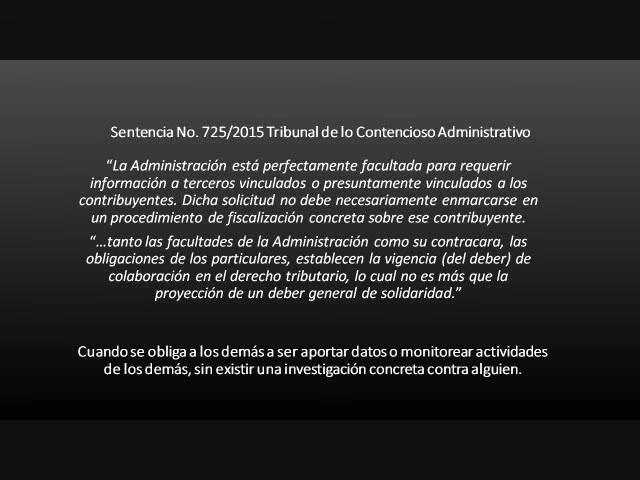 Sentencia No. 725/2015 Tribunal de lo Contencioso Administrativo
“La Administración está perfectamente facultada para requerir
información a terceros vinculados o presuntamente vinculados a los
contribuyentes. Dicha solicitud no debe necesariamente enmarcarse en
un procedimiento de fiscalización concreta sobre ese contribuyente.
“…tanto las facultades de la Administración como su contracara, las
obligaciones de los particulares, establecen la vigencia (del deber) de
colaboración en el derecho tributario, lo cual no es más que la
proyección de un deber general de solidaridad.”
Cuando se obliga a los demás a ser aportar datos o monitorear actividades
de los demás, sin existir una investigación concreta contra alguien.